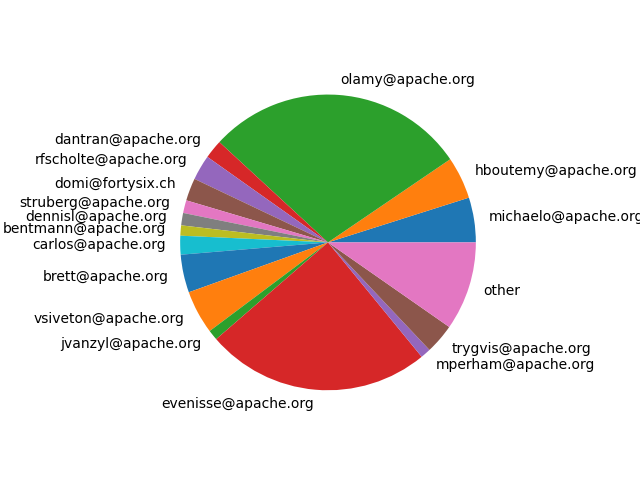 olamy@apache.org
dantran@apache.org
rfscholte@apache.org
hboutemy@apache.org
domi@fortysix.ch
struberg@apache.org
dennisl@apache.org
michaelo@apache.org
bentmann@apache.org
carlos@apache.org
brett@apache.org
other
vsiveton@apache.org
jvanzyl@apache.org
trygvis@apache.org
mperham@apache.org
evenisse@apache.org